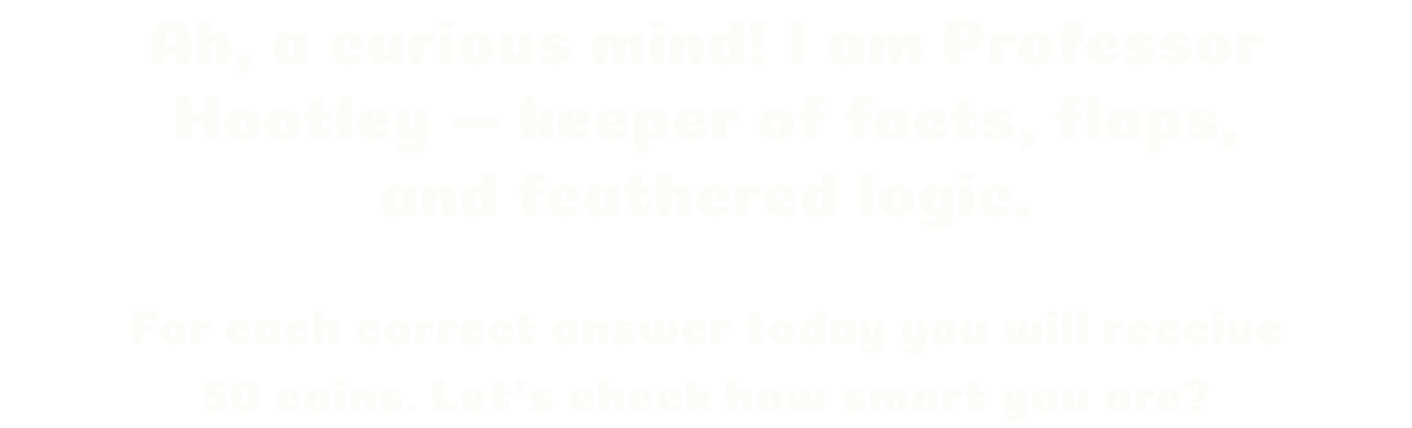 Ah, a curious mind! I am Professor
Hootley — keeper of facts, flaps,
and feathered logic.
For each correct answer today you will receive
50 coins. Let's check how smart you are?